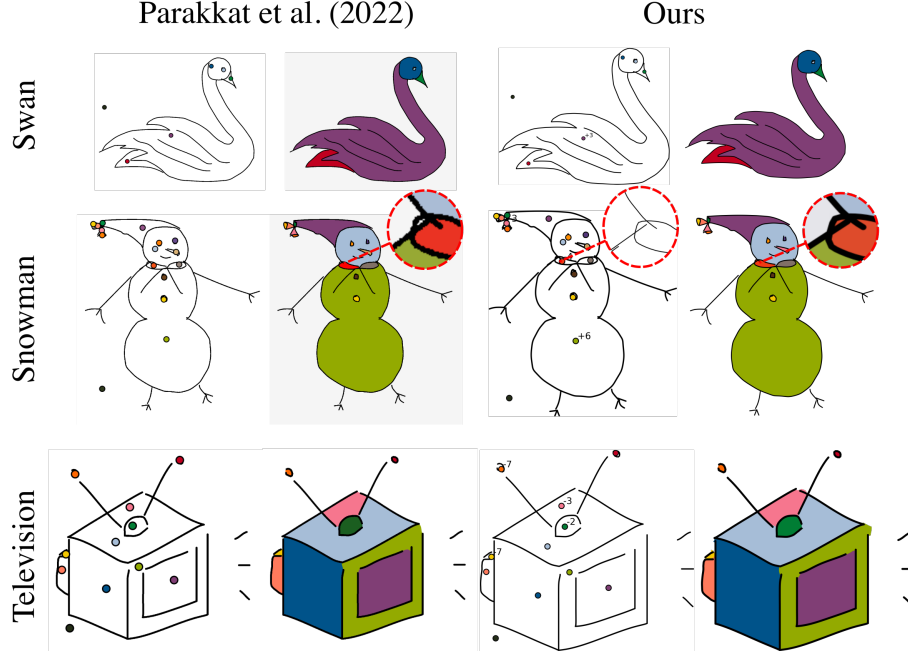 Parakkat et al. (2022)
Ours
Swan
+3
Snowman
+6
Television
-7
-3
-2
-7